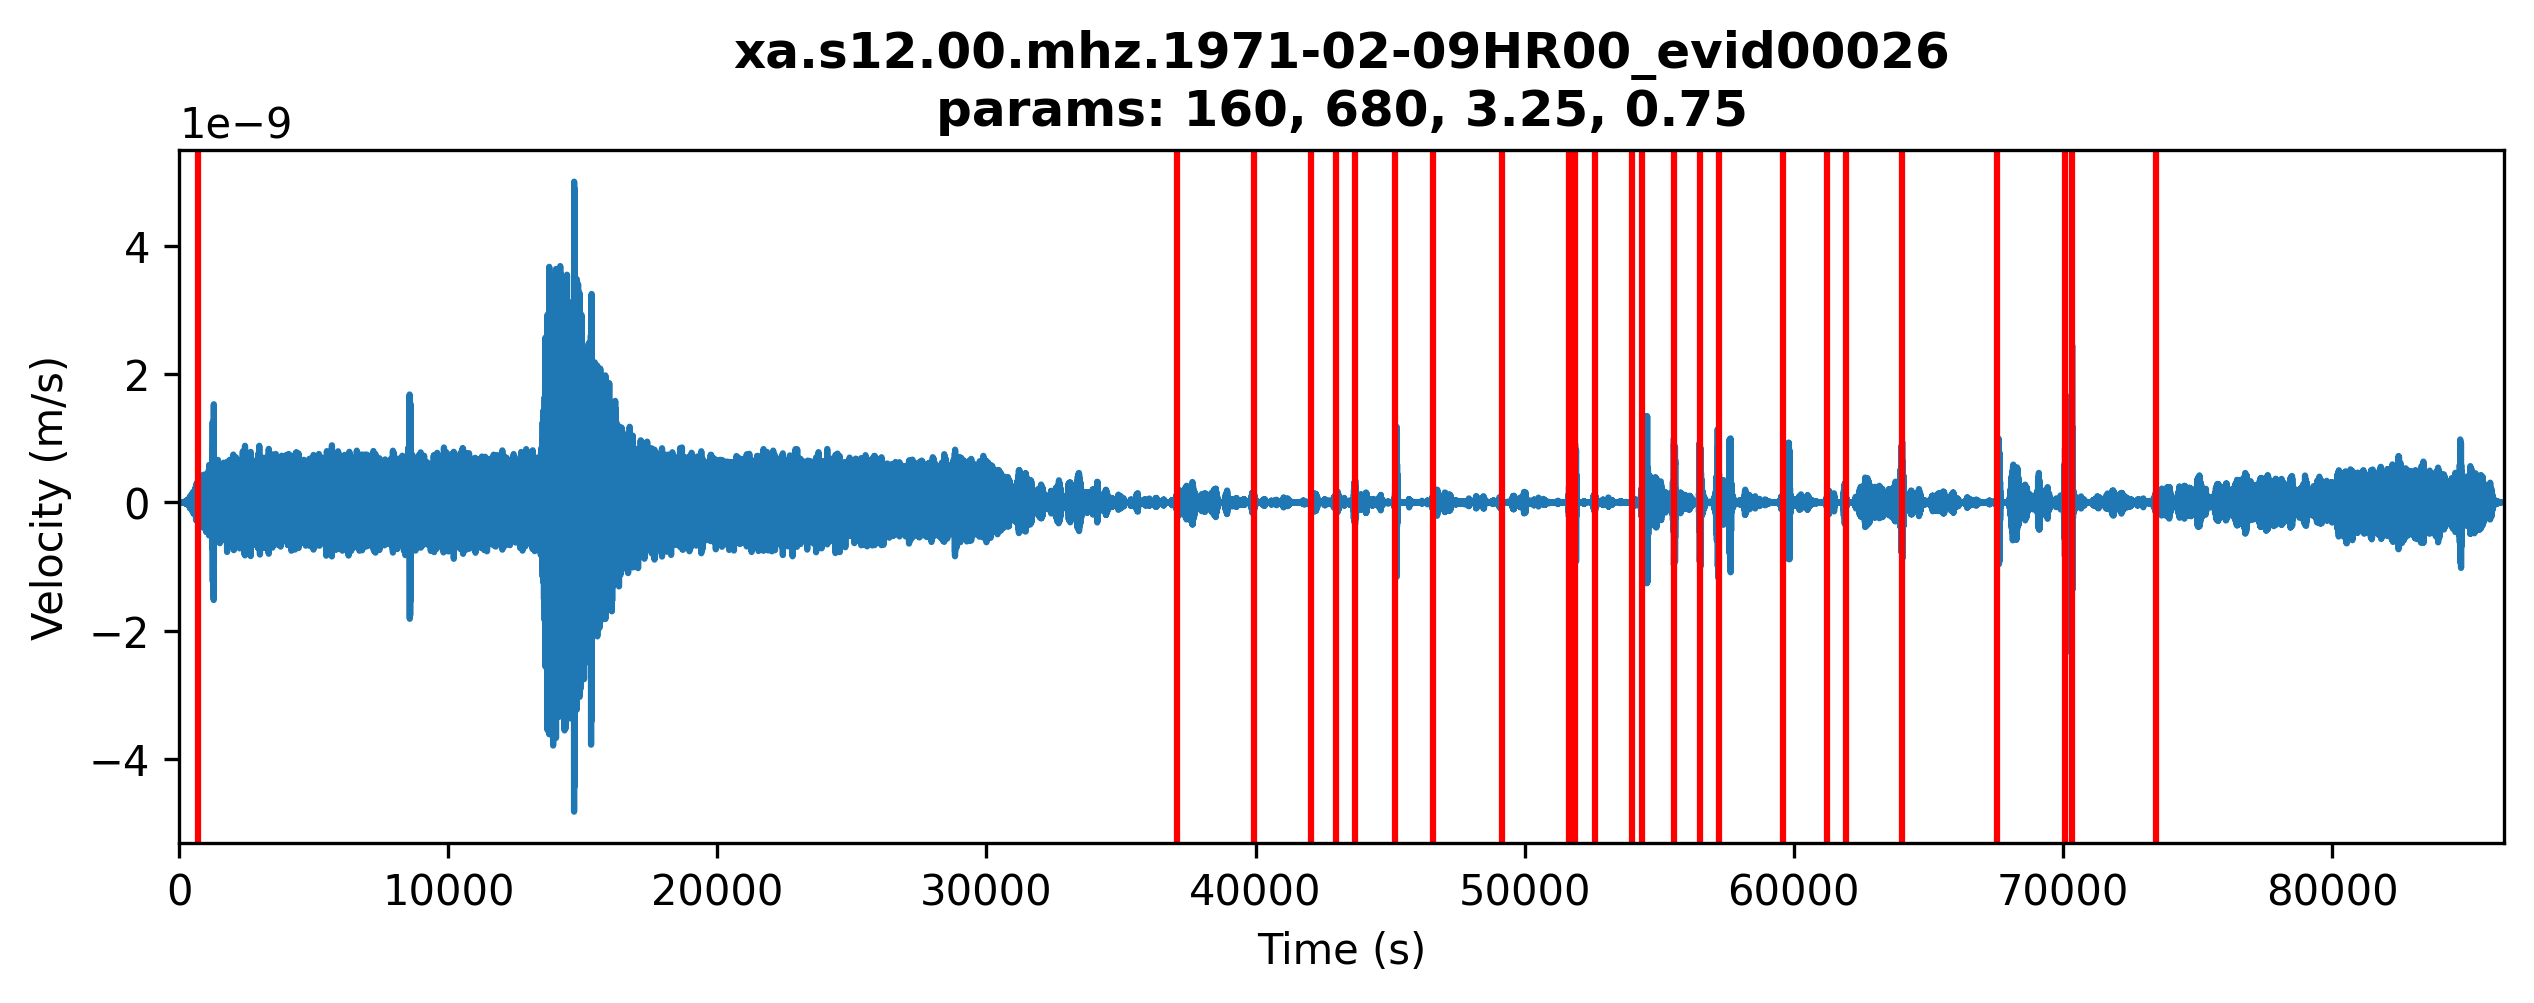 xa.s12.00.mhz.1971-02-09HR00_evid00026
params: 160, 680, 3.25, 0.75
1e−9
4
2
0
−2
−4
Velocity (m/s)
0 10000 20000 30000 40000 50000 60000 70000 80000
Time (s)